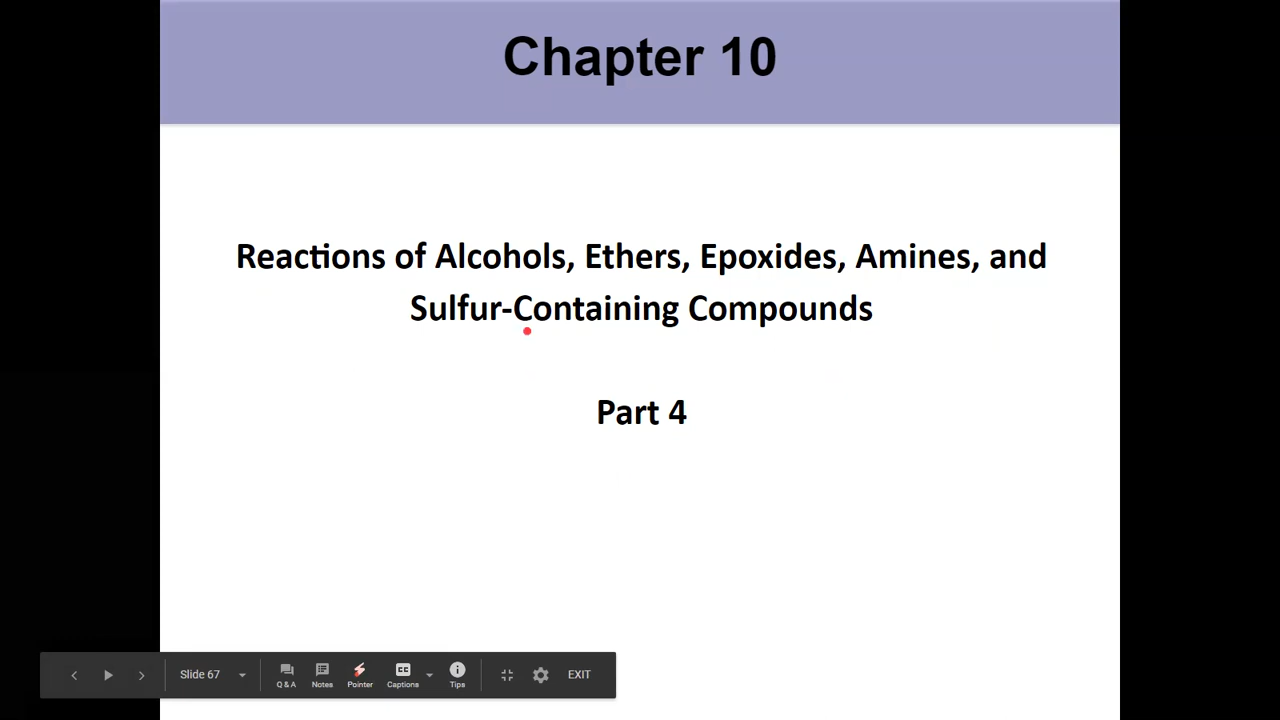 Chapter 10
Reactions of Alcohols, Ethers, Epoxides, Amines, and
Sulfur-Containing Compounds
Part 4
Slide 67
Q & A
Notes
Pointer
CC
Captions
Tips
EXIT